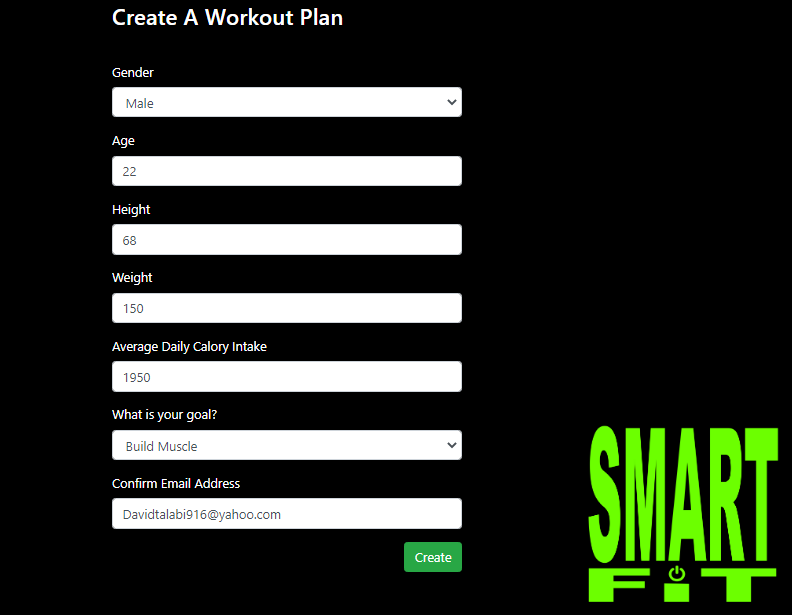 Create A Workout Plan
Gender
Male
Age
22
Height
68
Weight
150
Average Daily Calory Intake
1950
What is your goal?
Build Muscle
Confirm Email Address
Davidtalabi916@yahoo.com
Create
SMART
FiT